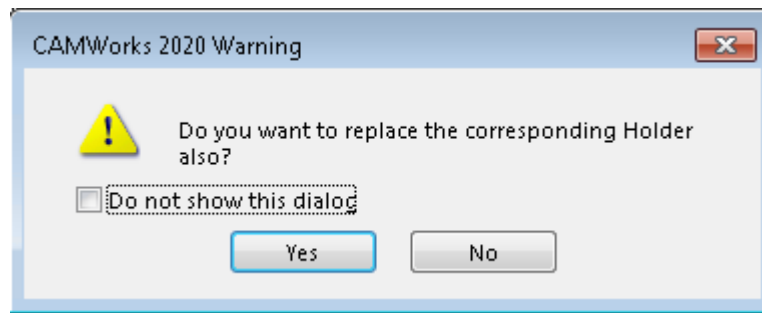 CAMWorks 2020 Warning
Do you want to replace the corresponding Holder
also?
Do not show this dialog
Yes No